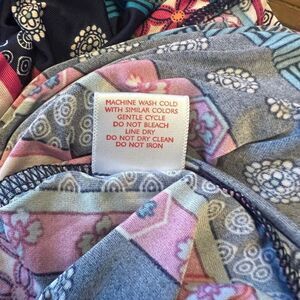 MACHINE WASH COLD
WITH SIMILAR COLORS
GENTLE CYCLE
DO NOT BLEACH
LINE DRY
DO NOT DRY CLEAN
DO NOT IRON